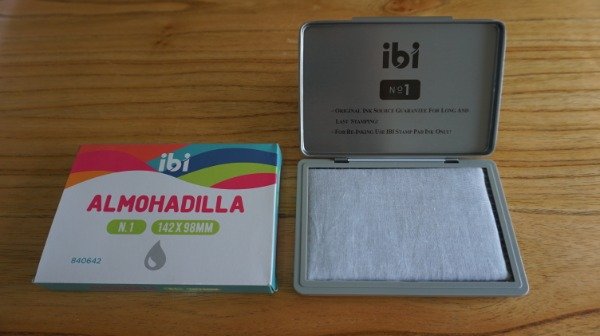 ibi
ALMOHADILLA
N. 1 142 X 98MM
840642
ibi
Nº1
- ORIGINAL INK SOURCE GUARANTEE FOR LONG AND
LAST STAMPING!
- FOR RE-INKING USE IBI STAMP PAD INK ONLY!